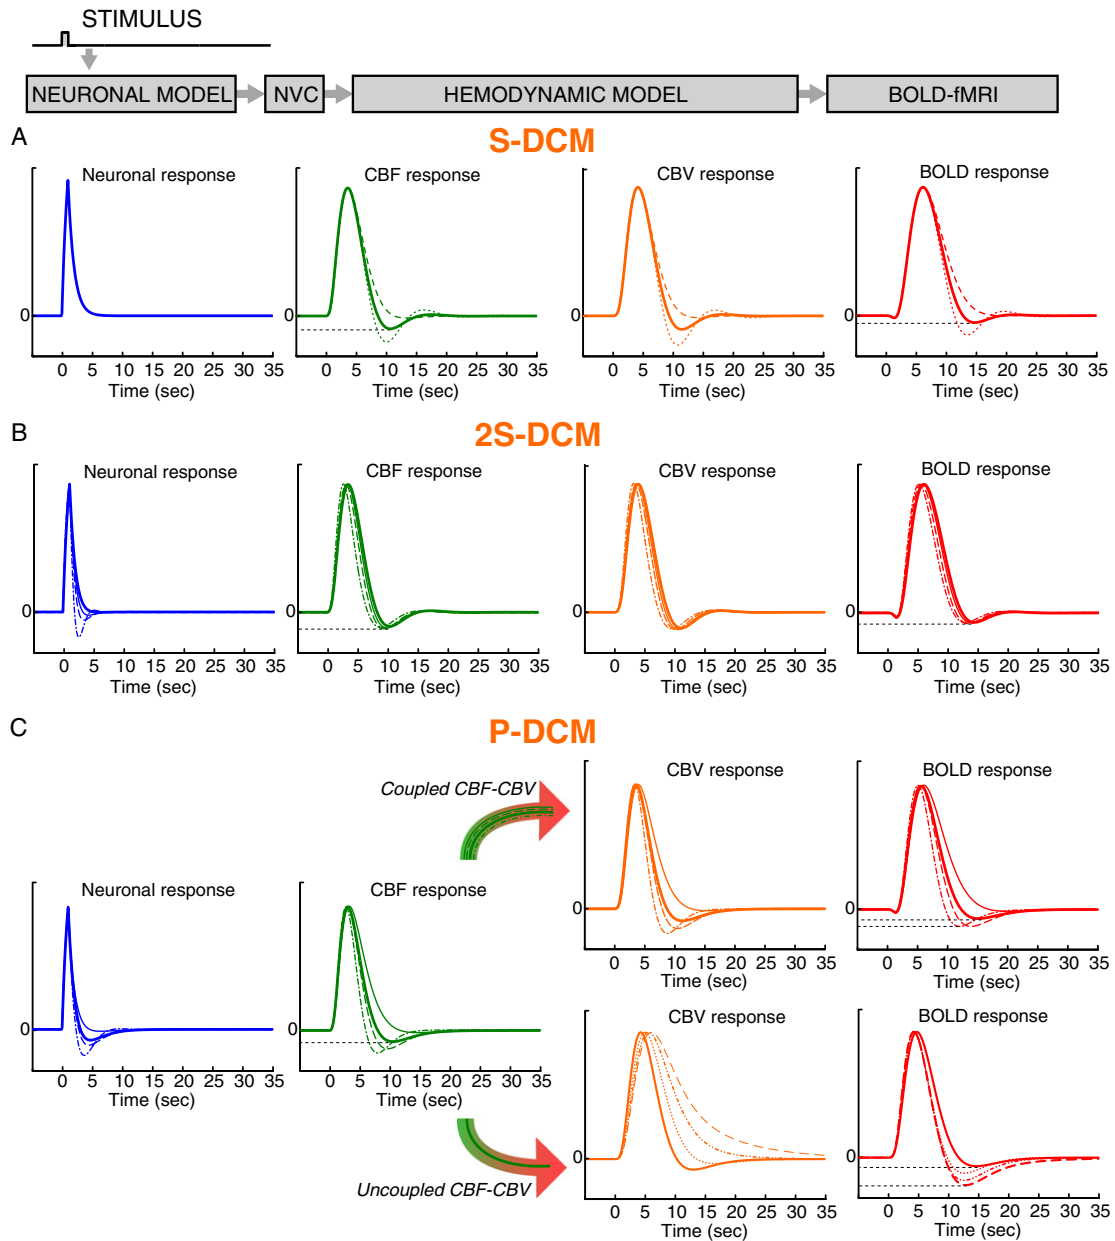 STIMULUS
NEURONAL MODEL
NVC
HEMODYNAMIC MODEL
BOLD-fMRI
A
S-DCM
Neuronal response
CBF response
CBV response
BOLD response
0
0
0
0
0 5 10 15 20 25 30 35
0 5 10 15 20 25 30 35
0 5 10 15 20 25 30 35
0 5 10 15 20 25 30 35
Time (sec)
Time (sec)
Time (sec)
Time (sec)
B
2S-DCM
Neuronal response
CBF response
CBV response
BOLD response
0
0
0
0
0 5 10 15 20 25 30 35
0 5 10 15 20 25 30 35
0 5 10 15 20 25 30 35
0 5 10 15 20 25 30 35
Time (sec)
Time (sec)
Time (sec)
Time (sec)
C
P-DCM
Coupled CBF-CBV
CBV response
BOLD response
0
0
0 5 10 15 20 25 30 35
0 5 10 15 20 25 30 35
Time (sec)
Time (sec)
Neuronal response
CBF response
0
0
0 5 10 15 20 25 30 35
0 5 10 15 20 25 30 35
Time (sec)
Time (sec)
Uncoupled CBF-CBV
CBV response
BOLD response
0
0
0 5 10 15 20 25 30 35
0 5 10 15 20 25 30 35
Time (sec)
Time (sec)